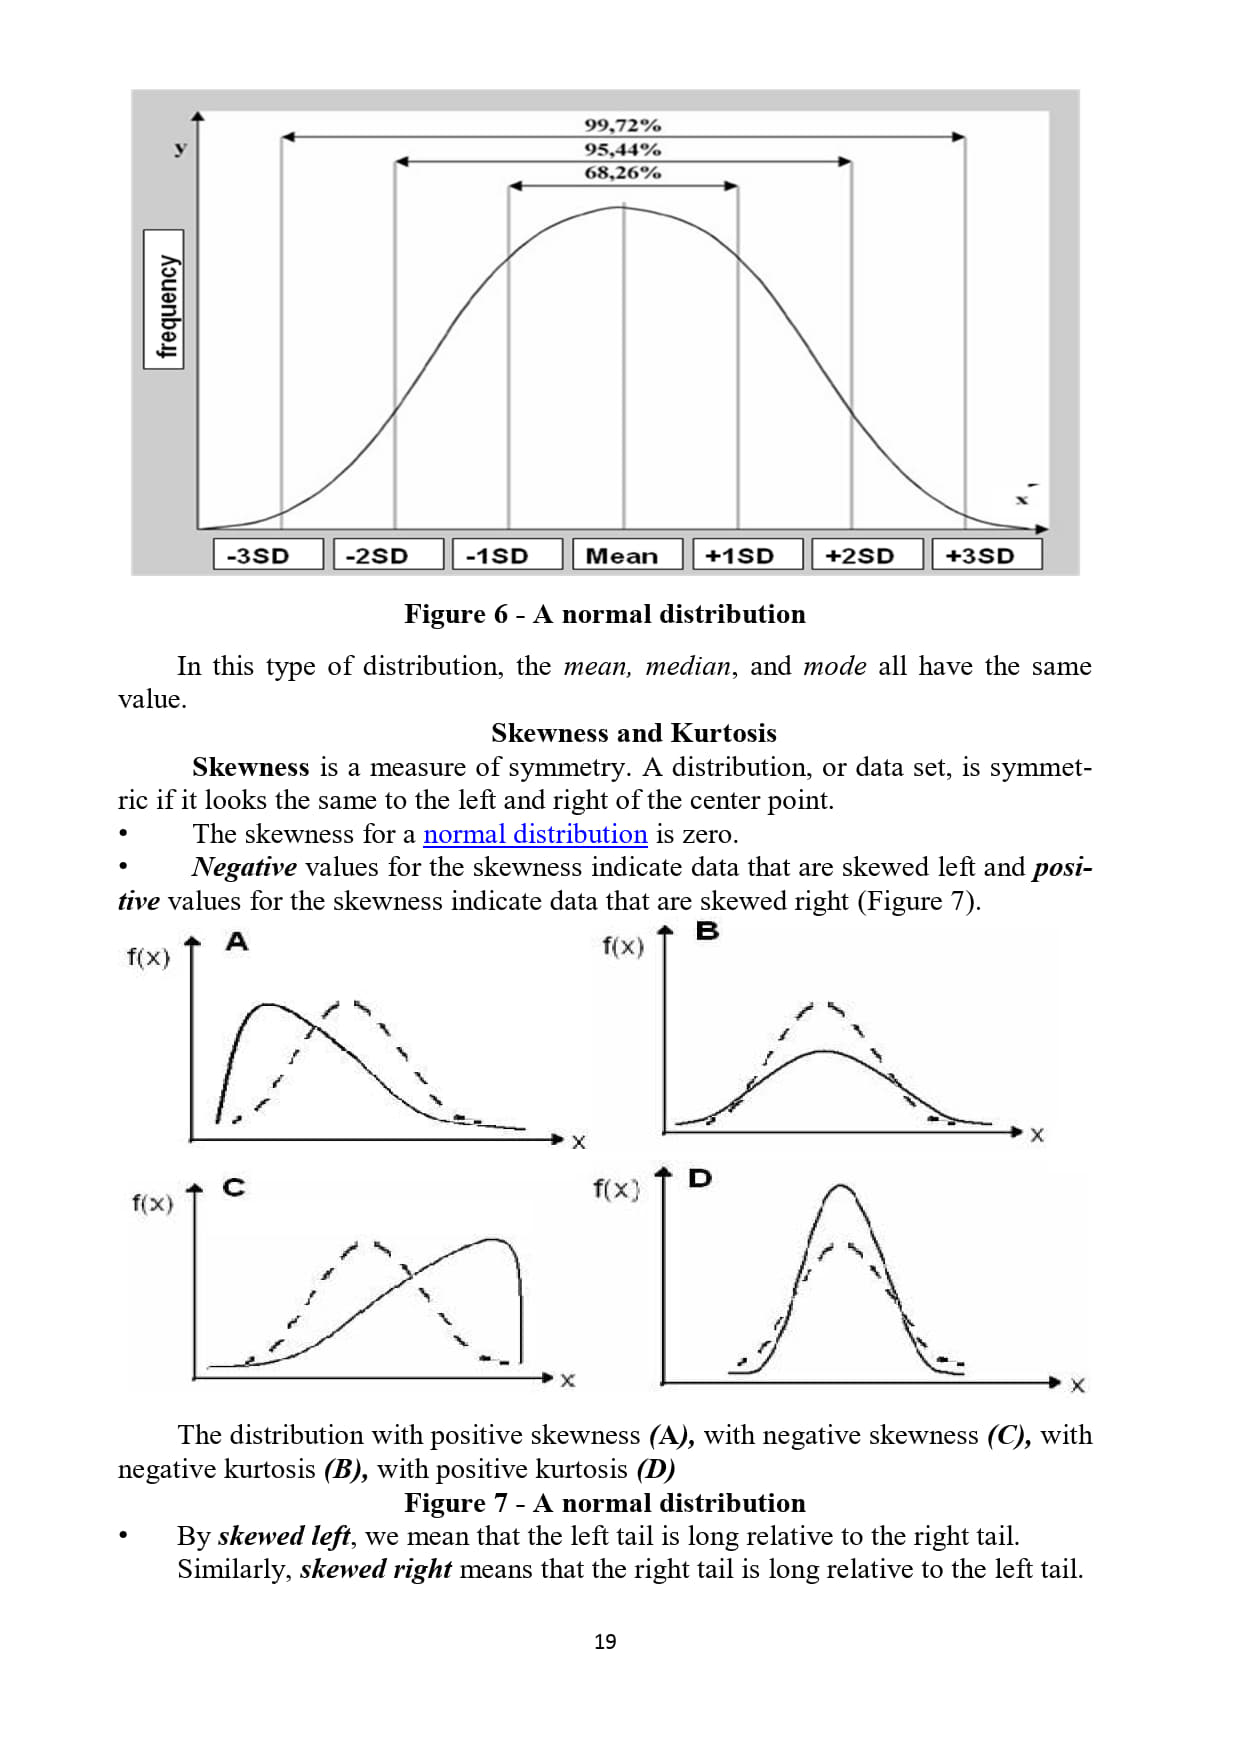 99,72%
y
95,44%
68,26%
frequency
x
-3SD -2SD -1SD Mean +1SD +2SD +3SD
Figure 6 - A normal distribution
In this type of distribution, the mean, median, and mode all have the same
value.
Skewness and Kurtosis
Skewness is a measure of symmetry. A distribution, or data set, is symmet-
ric if it looks the same to the left and right of the center point.
• The skewness for a normal distribution is zero.
• Negative values for the skewness indicate data that are skewed left and posi-
tive values for the skewness indicate data that are skewed right (Figure 7).
f(x) A f(x) B
x x
f(x) C f(x) D
x x
The distribution with positive skewness (A), with negative skewness (C), with
negative kurtosis (B), with positive kurtosis (D)
Figure 7 - A normal distribution
• By skewed left, we mean that the left tail is long relative to the right tail.
Similarly, skewed right means that the right tail is long relative to the left tail.
19